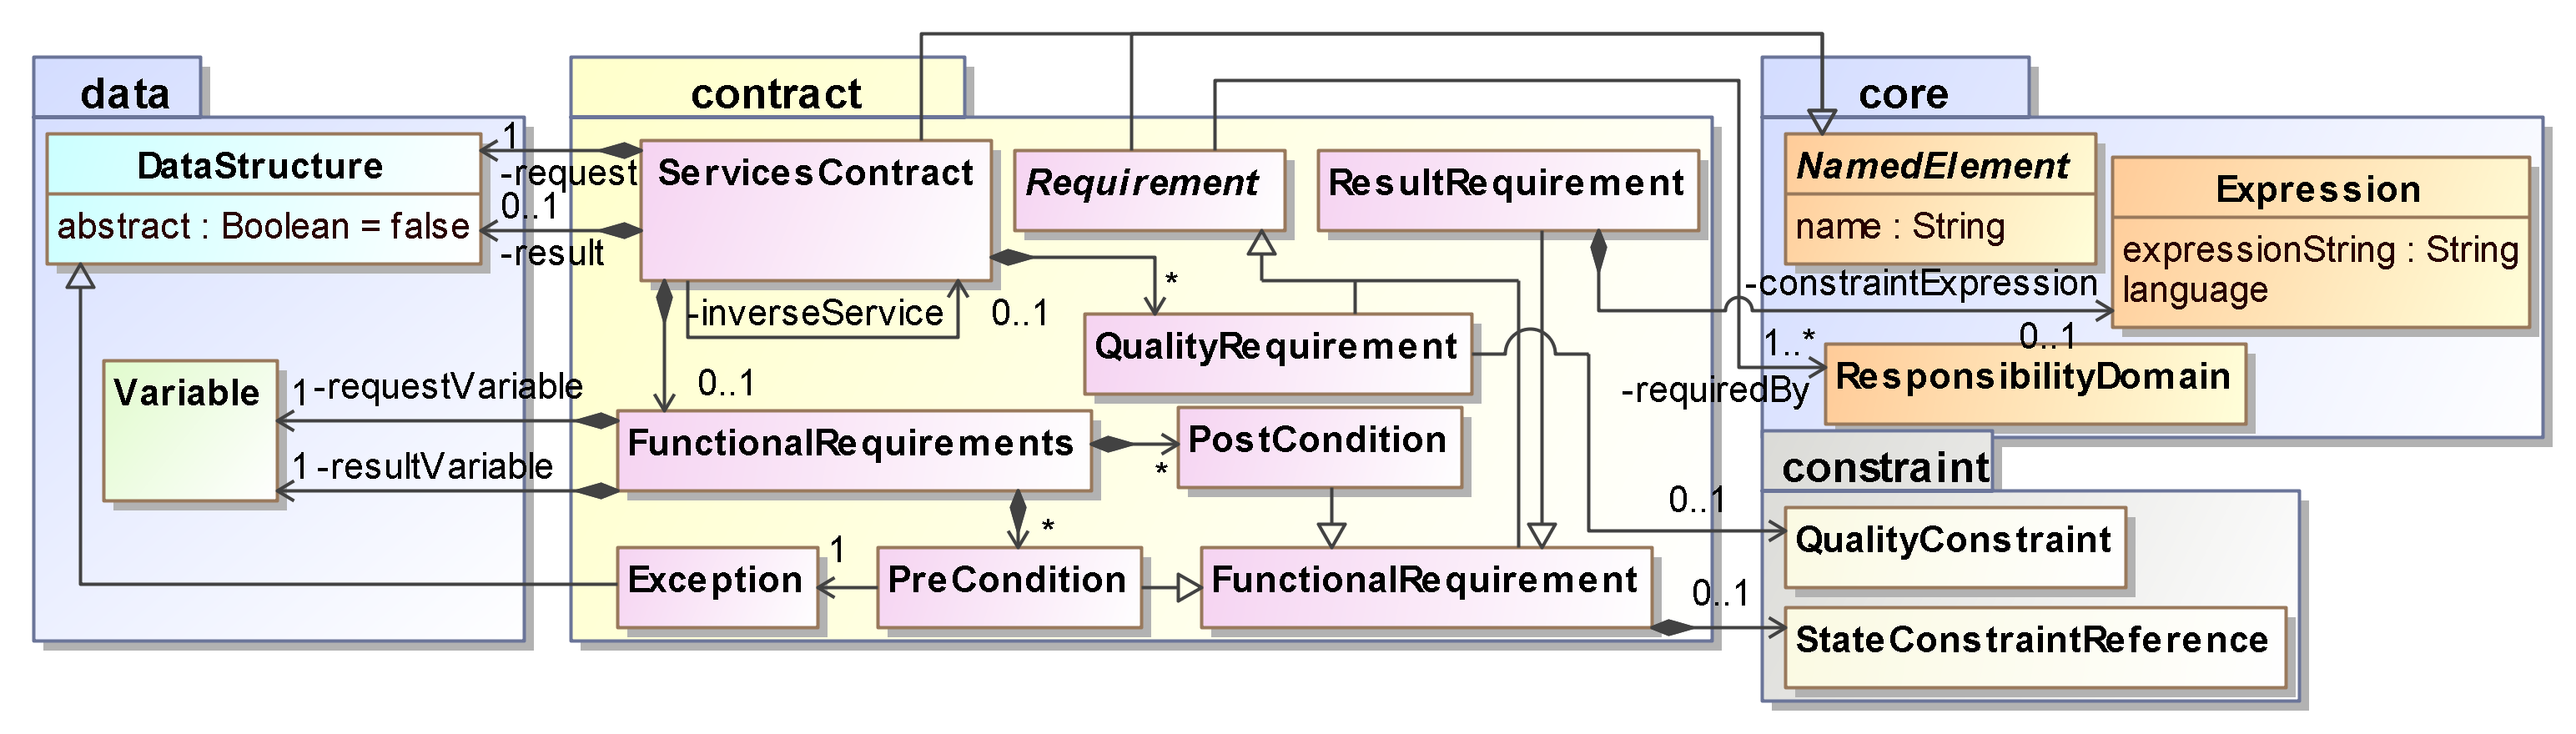 data
DataStructure
abstract : Boolean = false
Variable
contract
ServicesContract
1
-request
0..1
-result
-inverseService
0..1
*
0..1
Requirement
ResultRequirement
QualityRequirement
1 -requestVariable
1 -resultVariable
FunctionalRequirements
*
PostCondition
*
Exception
1
PreCondition
FunctionalRequirement
core
NamedElement
name : String
Expression
expressionString : String
language
-constraintExpression
0..1
1..*
-requiredBy
ResponsibilityDomain
constraint
0..1
QualityConstraint
0..1
StateConstraintReference